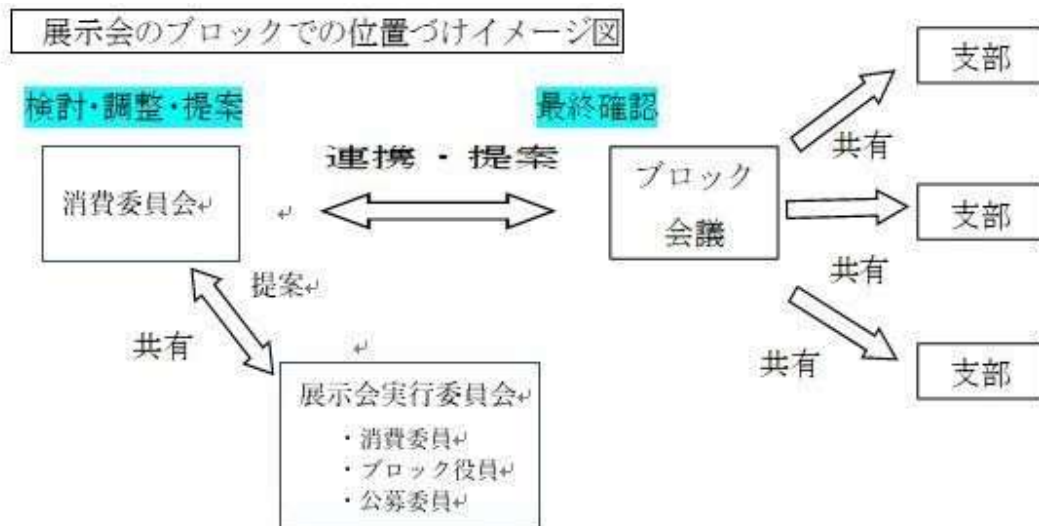 展示会のブロックでの位置づけイメージ図
検討・調整・提案
最終確認
支部
連携・提案
共有
消費委員会
ブロック
会議
支部
提案
共有
共有
共有
支部
展示会実行委員会
・消費委員
・ブロック役員
・公募委員